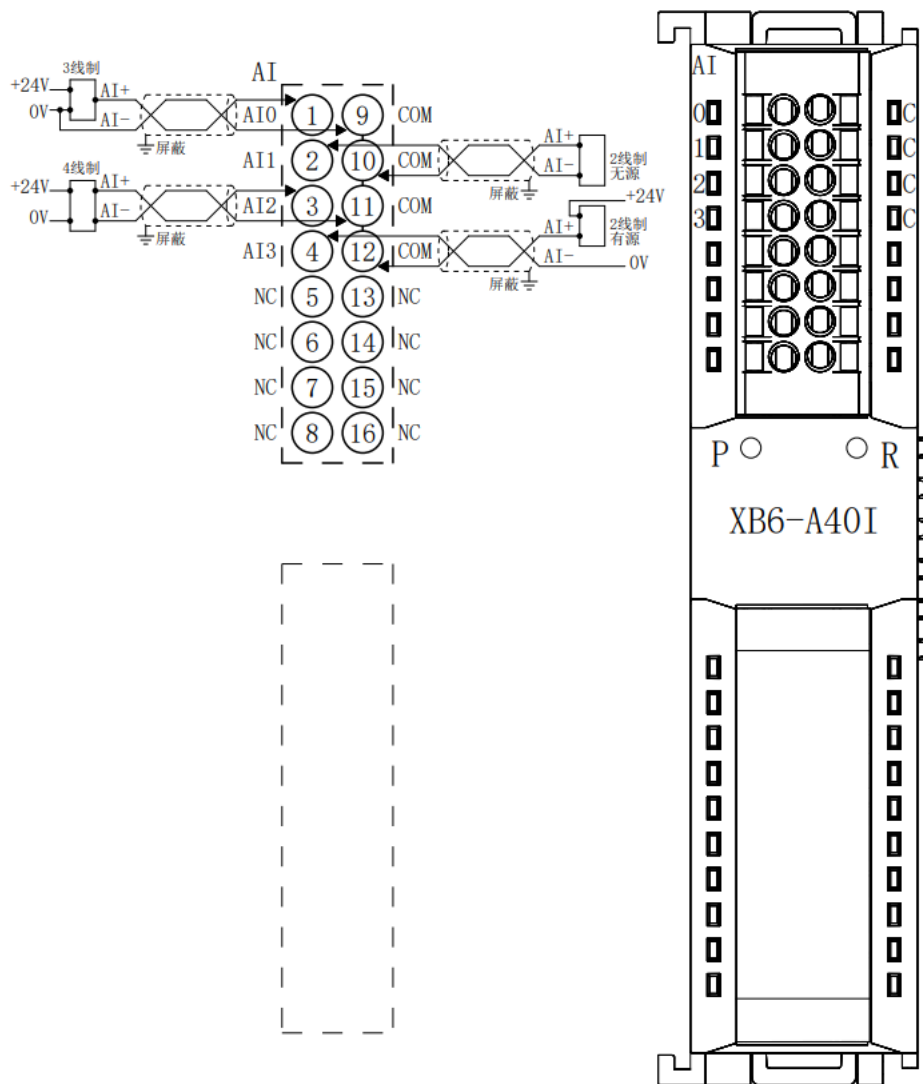 3线制
+24V
0V
AI+
AI-
屏蔽
4线制
+24V
0V
AI+
AI-
屏蔽
AI
AI0 1 9 COM
AI1 2 10 COM
AI2 3 11 COM
AI3 4 12 COM
NC 5 13 NC
NC 6 14 NC
NC 7 15 NC
NC 8 16 NC
AI+
AI-
屏蔽
2线制
无源
+24V
AI+
AI-
屏蔽
2线制
有源
0V
AI
0 C
1 C
2 C
3 C
P R
XB6-A40I